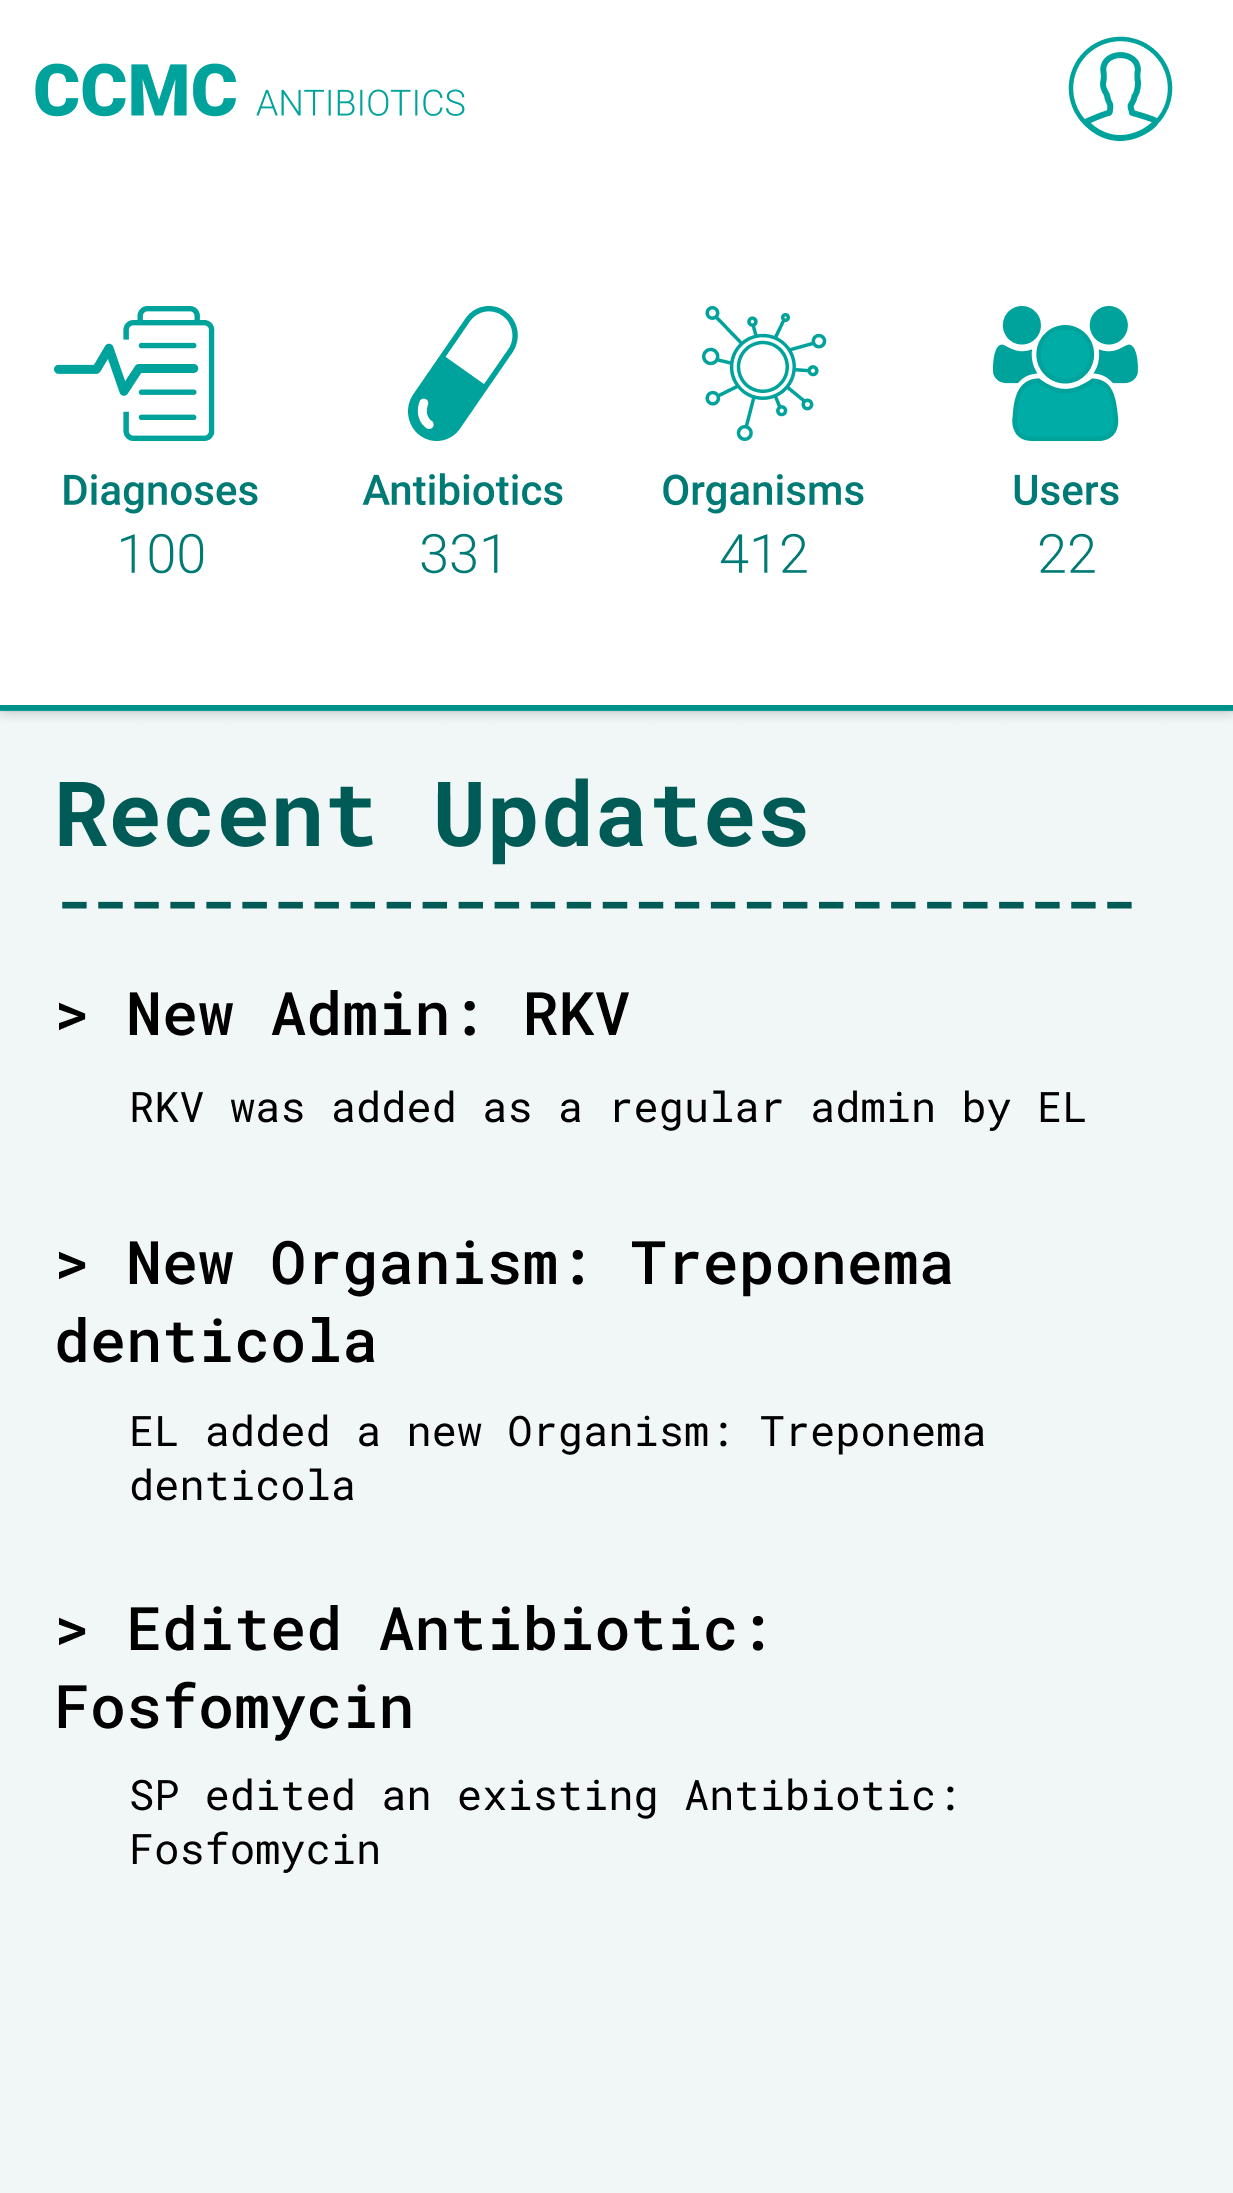 CCMC ANTIBIOTICS
Diagnoses Antibiotics Organisms Users
100 331 412 22
Recent Updates
------------------------------
> New Admin: RKV
RKV was added as a regular admin by EL
> New Organism: Treponema
denticola
EL added a new Organism: Treponema
denticola
> Edited Antibiotic:
Fosfomycin
SP edited an existing Antibiotic:
Fosfomycin